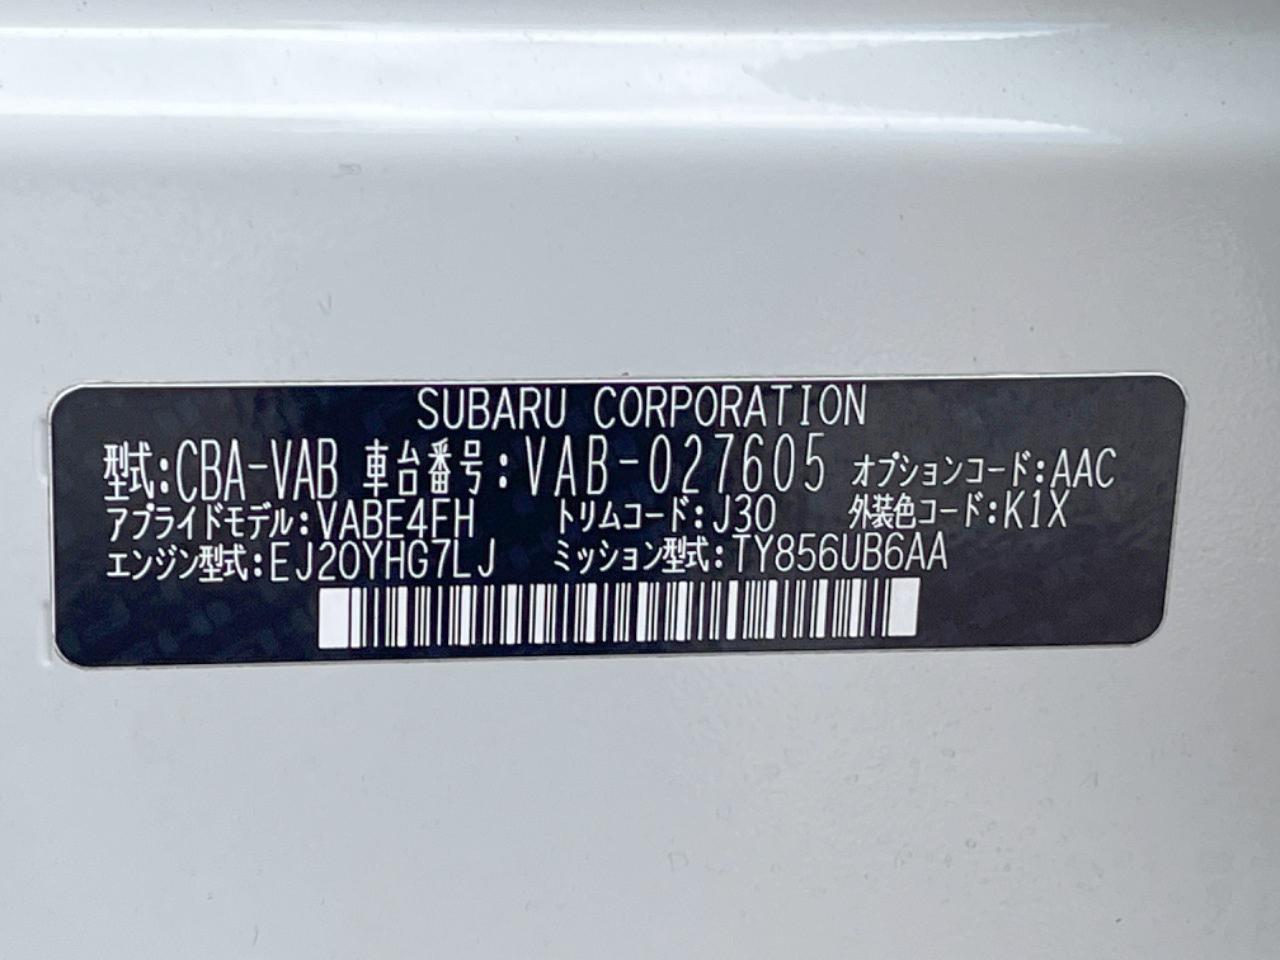 SUBARU CORPORATION
型式:CBA-VAB 車台番号:VAB-027605 オプションコード:AAC
アプライドモデル:VABE4FH トリムコード:J30 外装色コード:K1X
エンジン型式:EJ20YHG7LJ ミッション型式:TY856UB6AA